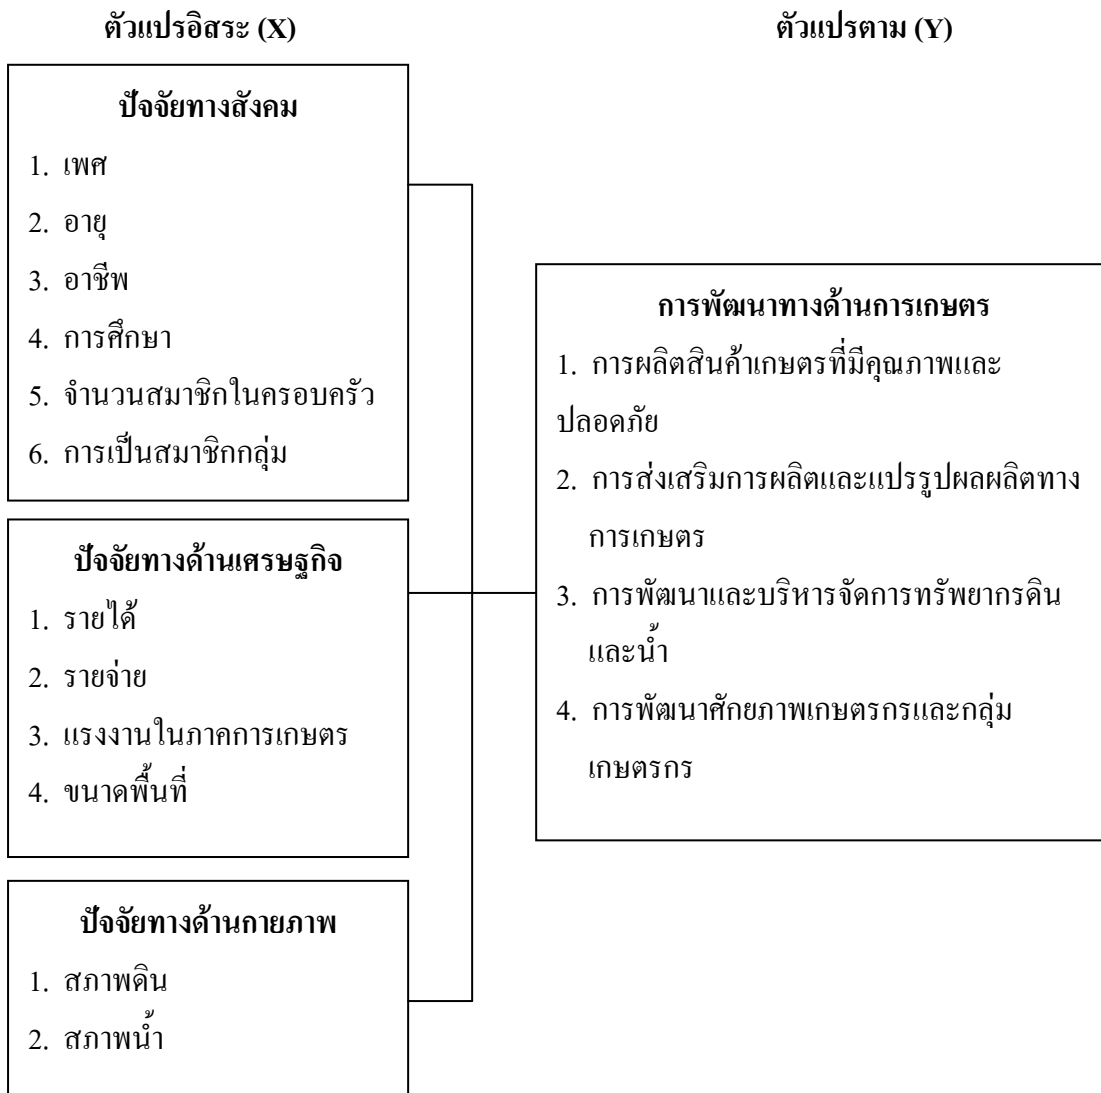 ตัวแปรอิสระ (X)
ตัวแปรตาม (Y)
ปัจจัยทางสังคม
1. เพศ
2. อายุ
3. อาชีพ
4. การศึกษา
5. จำนวนสมาชิกในครอบครัว
6. การเป็นสมาชิกกลุ่ม
ปัจจัยทางด้านเศรษฐกิจ
1. รายได้
2. รายจ่าย
3. แรงงานในภาคการเกษตร
4. ขนาดพื้นที่
ปัจจัยทางด้านกายภาพ
1. สภาพดิน
2. สภาพน้ำ
การพัฒนาทางด้านการเกษตร
1. การผลิตสินค้าเกษตรที่มีคุณภาพและ
ปลอดภัย
2. การส่งเสริมการผลิตและแปรรูปผลผลิตทาง
การเกษตร
3. การพัฒนาและบริหารจัดการทรัพยากรดิน
และน้ำ
4. การพัฒนาศักยภาพเกษตรกรและกลุ่ม
เกษตรกร